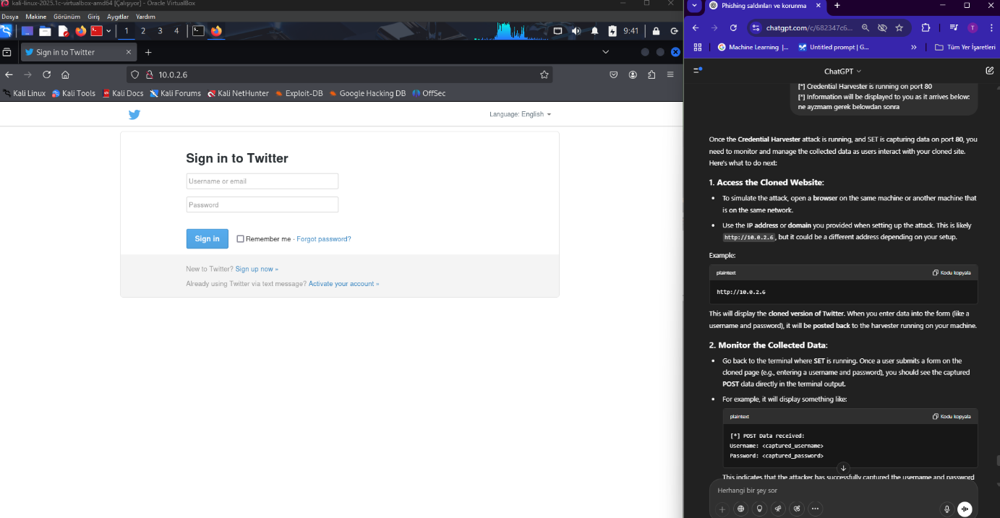 kali-linux-2025.1c-virtualbox-amd64 [Çalışıyor] - Oracle VirtualBox
Dosya Makine Görünüm Giriş Aygıtlar Yardım
1 2 3 4
9:41
Sign in to Twitter
10.0.2.6
Kali Linux Kali Tools Kali Docs Kali Forums Kali NetHunter Exploit-DB Google Hacking DB OffSec
Language: English
Sign in to Twitter
Username or email
Password
Sign in Remember me · Forgot password?
New to Twitter? Sign up now »
Already using Twitter via text message? Activate your account »
Phishing saldırıları ve korunma
chatgpt.com/c/682347c6...
T
Machine Learning |... Untitled prompt | G... » Tüm Yer İşaretleri
ChatGPT
[*] Credential Harvester is running on port 80
[*] Information will be displayed to you as it arrives below:
ne ayzmam gerek belowdan sonra
Once the Credential Harvester attack is running, and SET is capturing data on port 80, you
need to monitor and manage the collected data as users interact with your cloned site.
Here's what to do next:
1. Access the Cloned Website:
• To simulate the attack, open a browser on the same machine or another machine that
is on the same network.
• Use the IP address or domain you provided when setting up the attack. This is likely
http://10.0.2.6, but it could be a different address depending on your setup.
Example:
plaintext Kodu kopyala
http://10.0.2.6
This will display the cloned version of Twitter. When you enter data into the form (like a
username and password), it will be posted back to the harvester running on your machine.
2. Monitor the Collected Data:
• Go back to the terminal where SET is running. Once a user submits a form on the
cloned page (e.g., entering a username and password), you should see the captured
POST data directly in the terminal output.
• For example, it will display something like:
plaintext Kodu kopyala
[*] POST Data received:
Username: <captured_username>
Password: <captured_password>
This indicates that the attacker has successfully captured the username and password
Herhangi bir şey sor